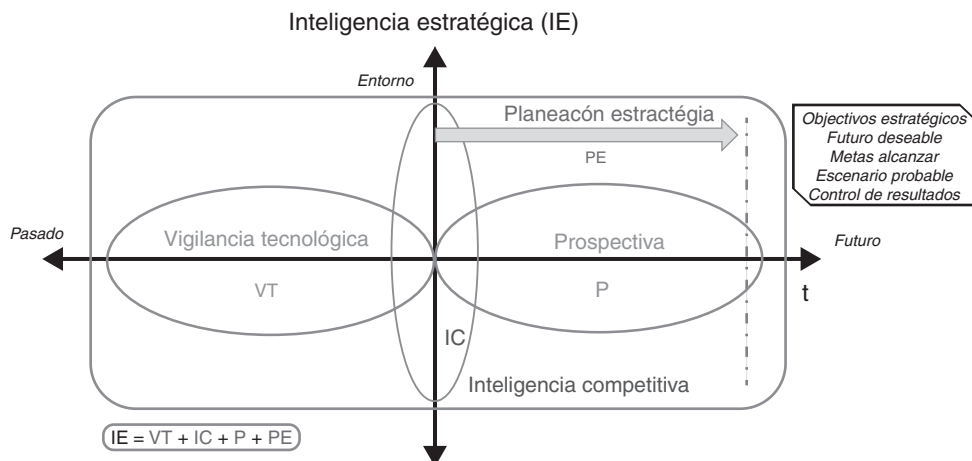 Inteligencia estratégica (IE)
Entorno
Planeacón estractégia
PE
Objectivos estratégicos
Futuro deseable
Metas alcanzar
Escenario probable
Control de resultados
Pasado
Vigilancia tecnológica
Prospectiva
Futuro
VT
P
t
IC
Inteligencia competitiva
IE = VT + IC + P + PE